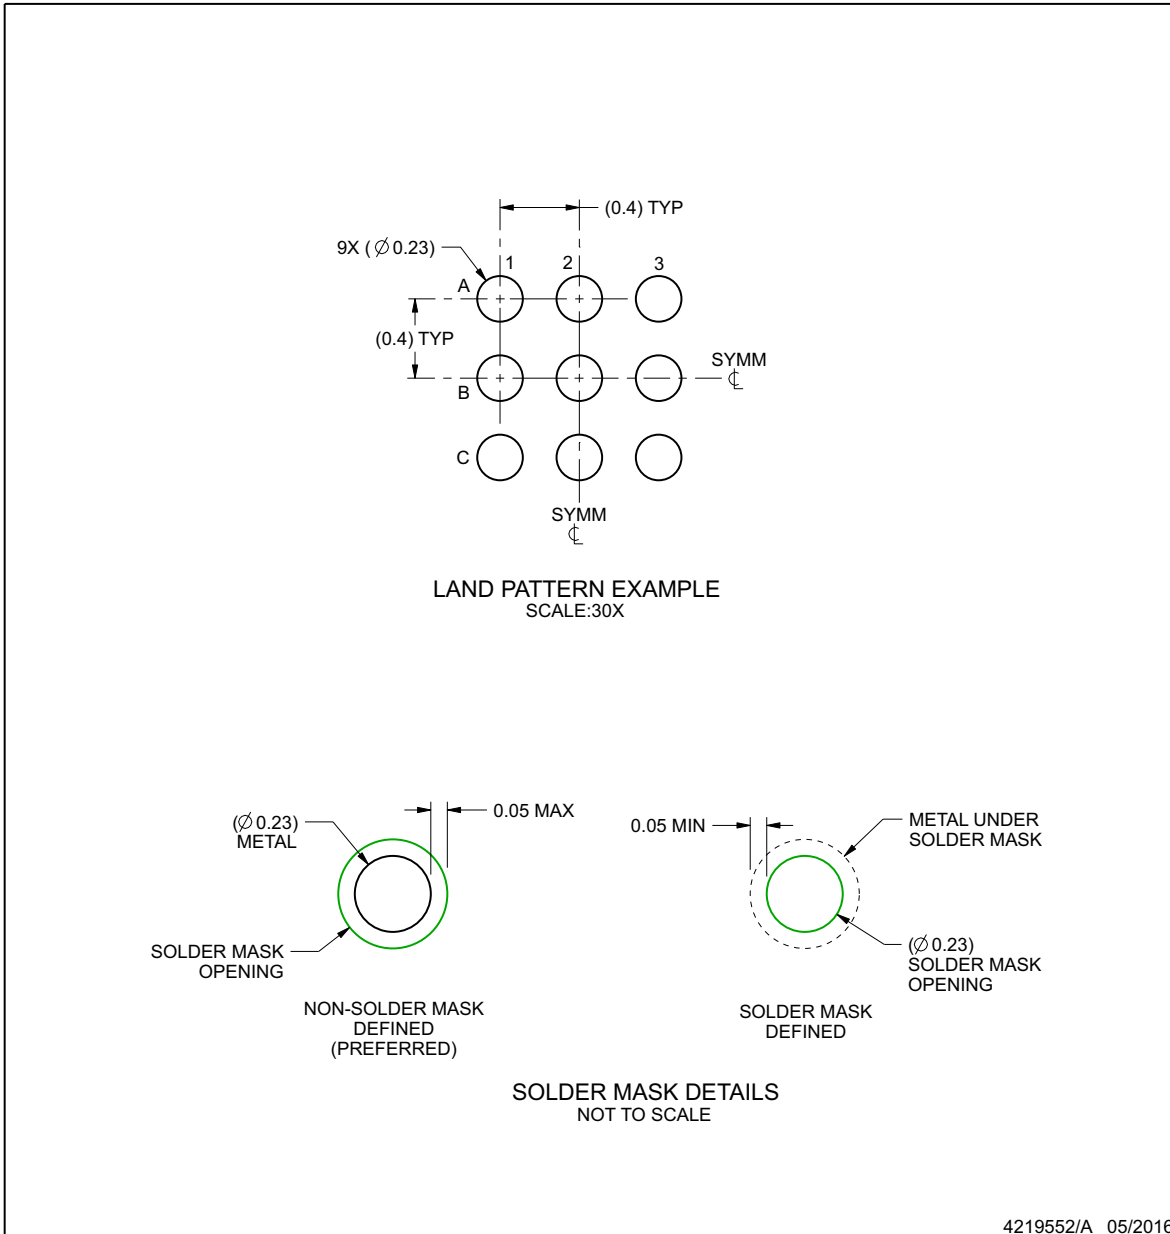 (0.4) TYP
9X ( ∅ 0.23)
1
2
3
A
(0.4) TYP
SYMM
℄
B
C
SYMM
℄
LAND PATTERN EXAMPLE
SCALE:30X
0.05 MAX
(∅ 0.23)
METAL
SOLDER MASK
OPENING
NON-SOLDER MASK
DEFINED
(PREFERRED)
0.05 MIN
METAL UNDER
SOLDER MASK
(∅ 0.23)
SOLDER MASK
OPENING
SOLDER MASK
DEFINED
SOLDER MASK DETAILS
NOT TO SCALE
4219552/A 05/2016